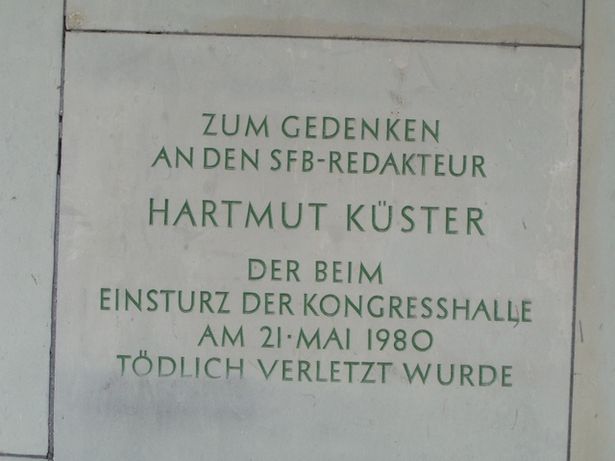 ZUM GEDENKEN
AN DEN SFB-REDAKTEUR
HARTMUT KÜSTER
DER BEIM
EINSTURZ DER KONGRESSHALLE
AM 21·MAI 1980
TÖDLICH VERLETZT WURDE